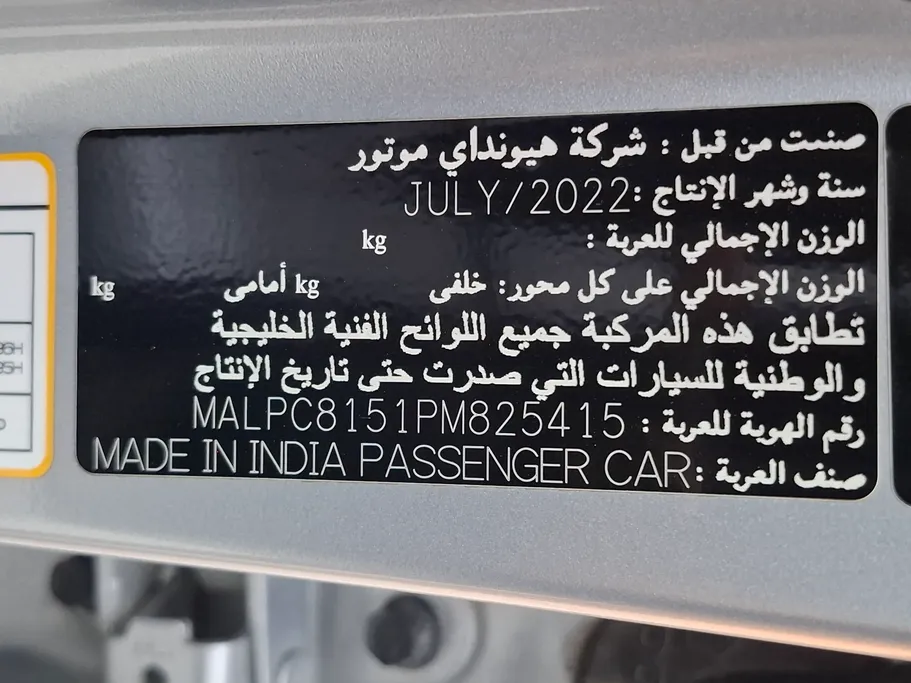 صنعت من قبل : شركة هيونداي موتور
سنة وشهر الإنتاج: JULY/2022
الوزن الإجمالي للعربة : kg
الوزن الإجمالي على كل محور: خلفى kg أمامى kg
تطابق هذه المركبة جميع اللوائح الفنية الخليجية
والوطنية للسيارات التي صدرت حتى تاريخ الإنتاج
رقم الهوية للعربة : MALPC8151PM825415
صنف العربة : MADE IN INDIA PASSENGER CAR